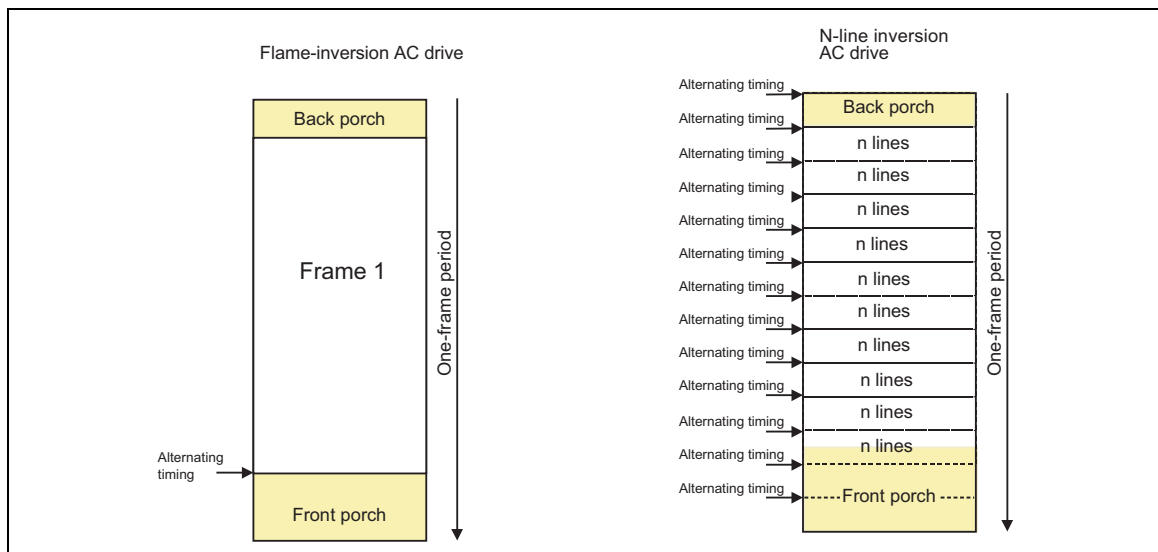 Flame-inversion AC drive
Back porch
Frame 1
Alternating
timing
Front porch
One-frame period
N-line inversion
AC drive
Alternating timing
Back porch
Alternating timing
n lines
Alternating timing
n lines
Alternating timing
n lines
Alternating timing
n lines
Alternating timing
n lines
Alternating timing
n lines
Alternating timing
n lines
Alternating timing
n lines
Alternating timing
n lines
Alternating timing
n lines
Alternating timing
Alternating timing
Front porch
One-frame period